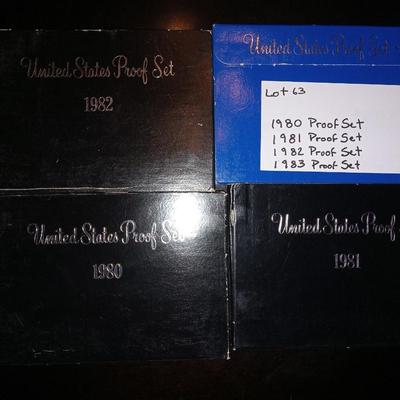 United States Proof Set
1982
United States Proof Set
Lot 63
1980 Proof Set
1981 Proof Set
1982 Proof Set
1983 Proof Set
United States Proof Set
1980
United States Proof
1981